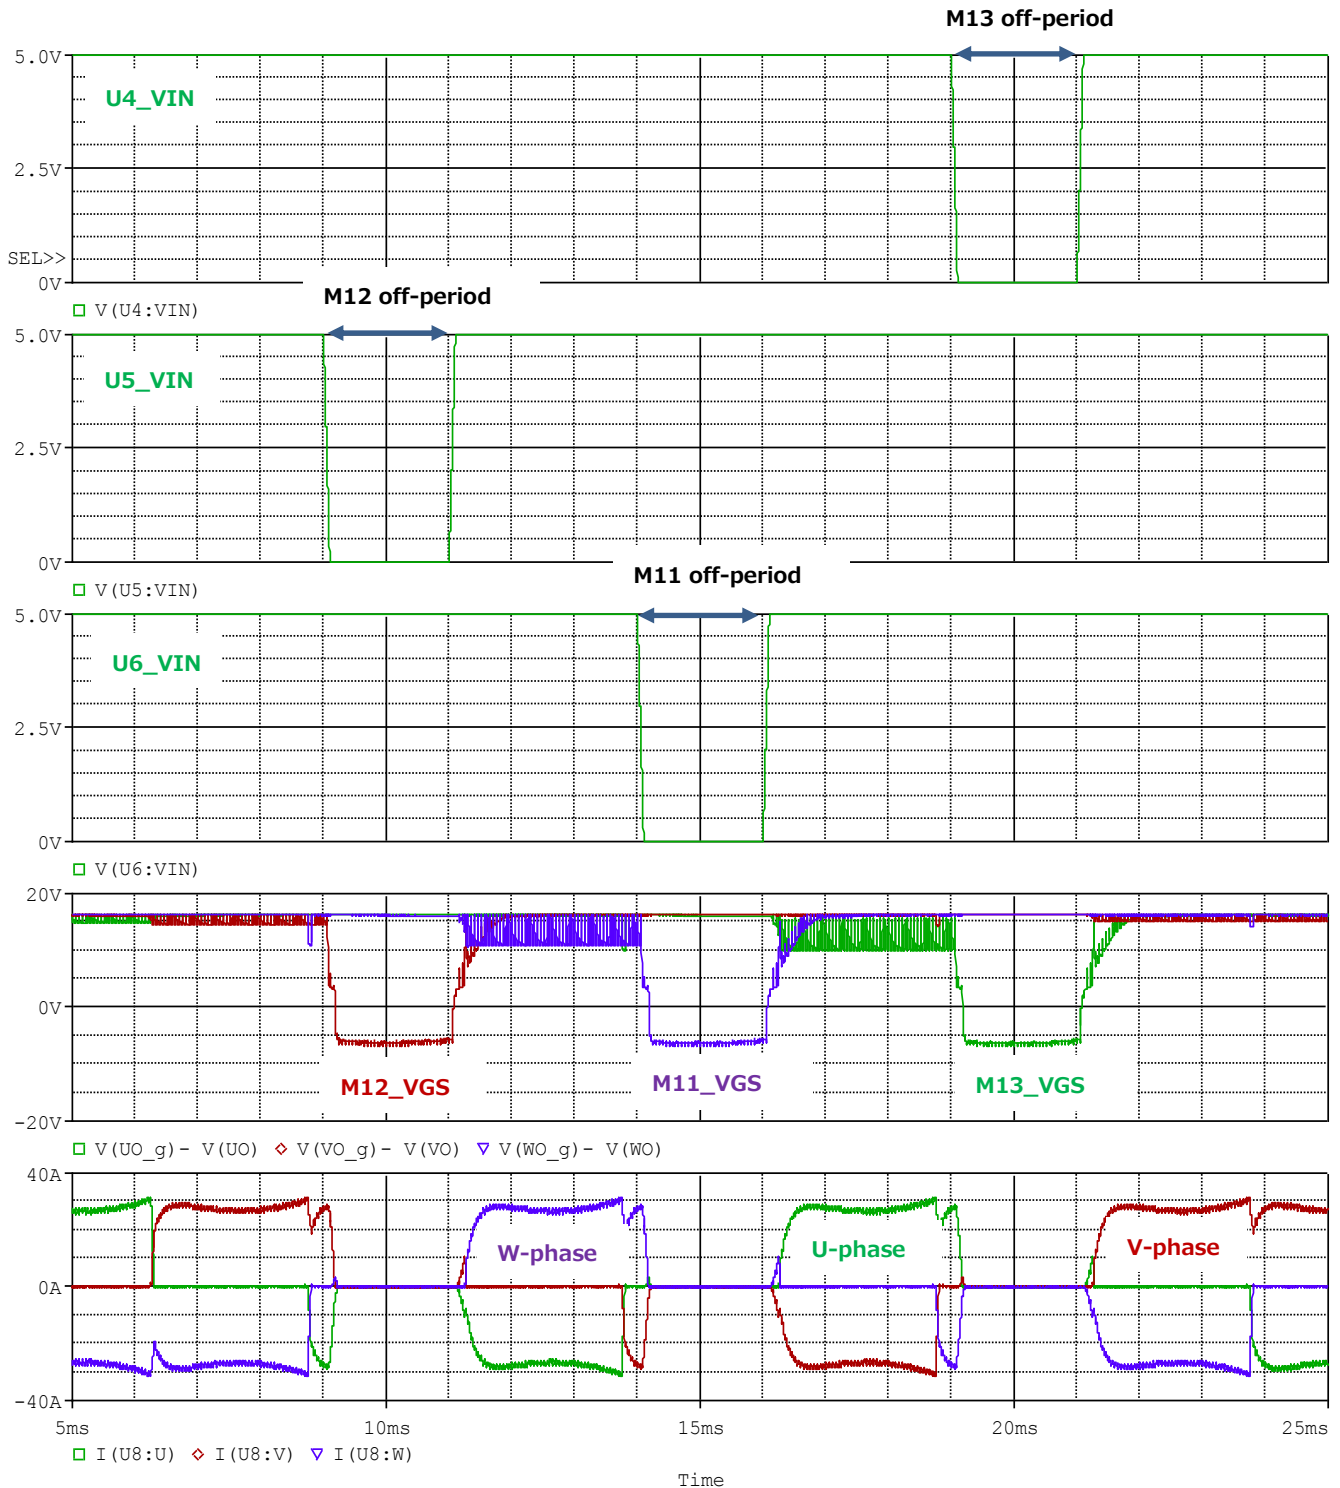 M13 off-period
5.0V
U4_VIN
2.5V
SEL>>
0V
V(U4:VIN)
M12 off-period
5.0V
U5_VIN
2.5V
0V
V(U5:VIN)
M11 off-period
5.0V
U6_VIN
2.5V
0V
V(U6:VIN)
20V
0V
M12_VGS M11_VGS M13_VGS
-20V
V(UO_g)- V(UO) V(VO_g)- V(VO) V(WO_g)- V(WO)
40A
W-phase U-phase V-phase
0A
-40A
5ms 10ms 15ms 20ms 25ms
I(U8:U) I(U8:V) I(U8:W)
Time